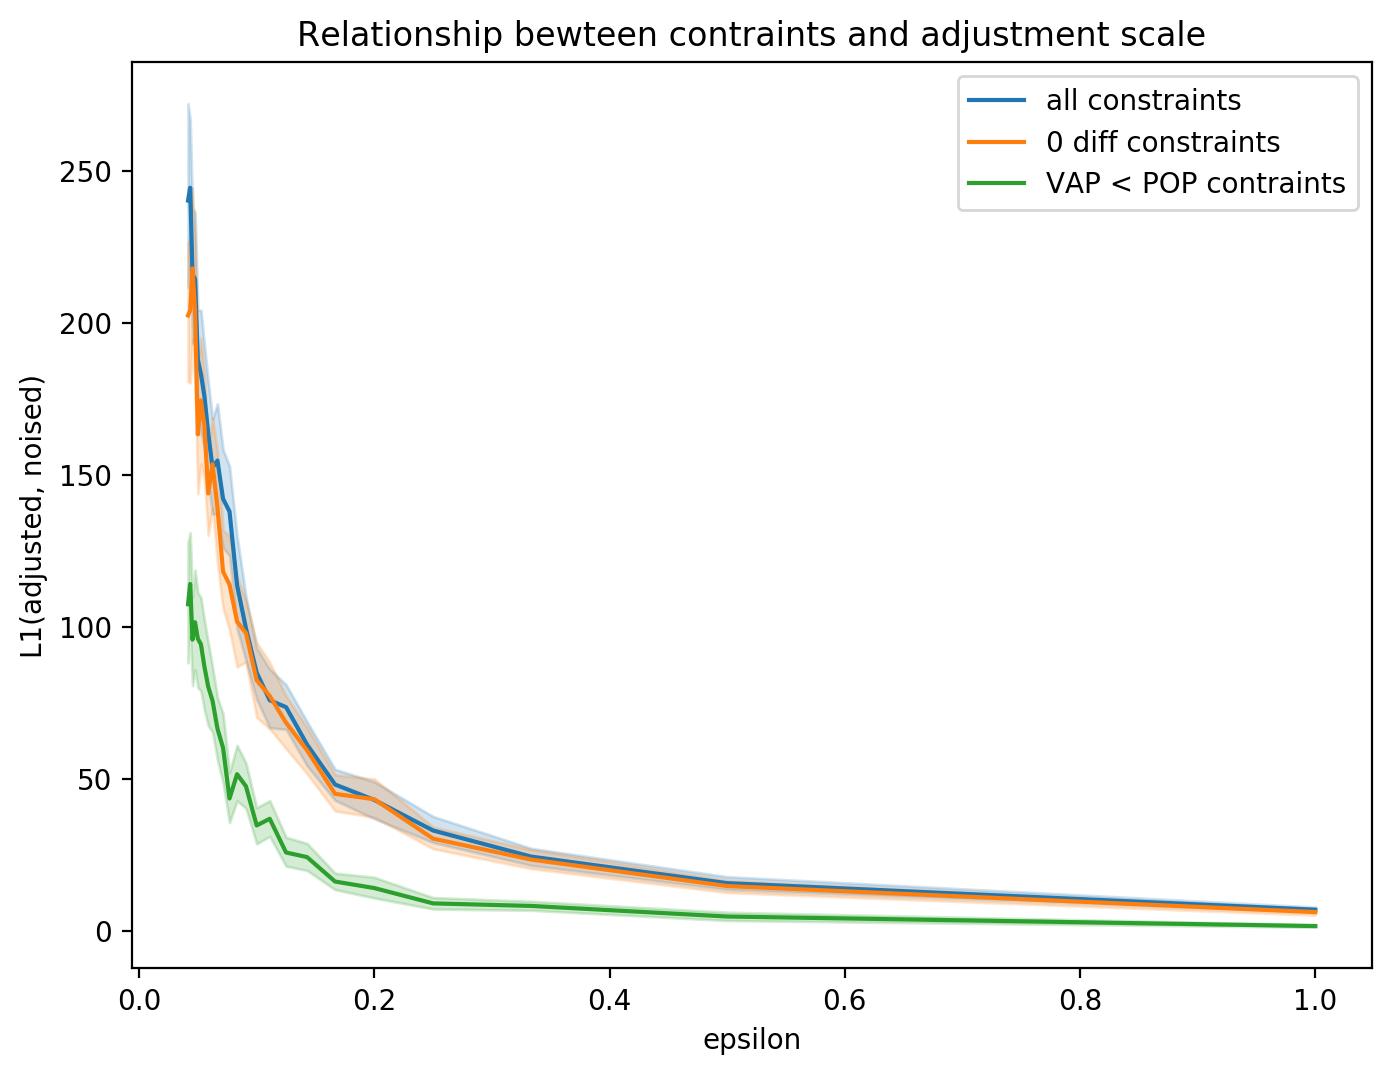 Relationship bewteen contraints and adjustment scale
all constraints
0 diff constraints
VAP < POP contraints
L1(adjusted, noised)
250
200
150
100
50
0
0.0 0.2 0.4 0.6 0.8 1.0
epsilon